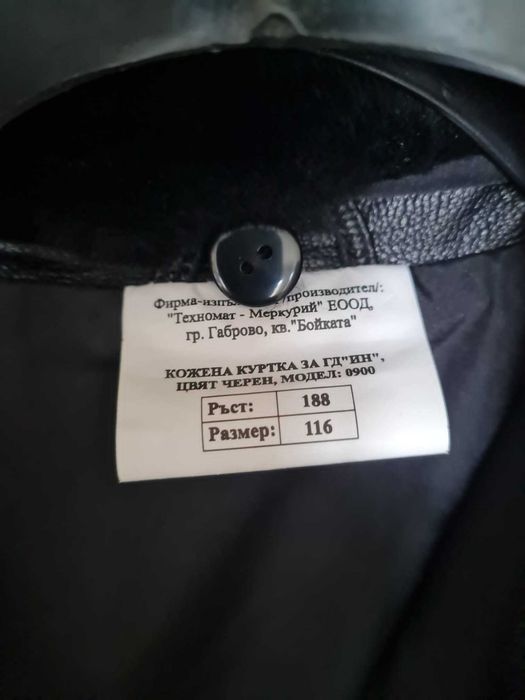 Фирма- /производител/:
"Техномат - Меркурий" ЕООД,
гр. Габрово, кв."Бойката"
КОЖЕНА КУРТКА ЗА ГД"ИН",
ЦВЯТ ЧЕРЕН, МОДЕЛ: 0900
Ръст: 188
Размер: 116